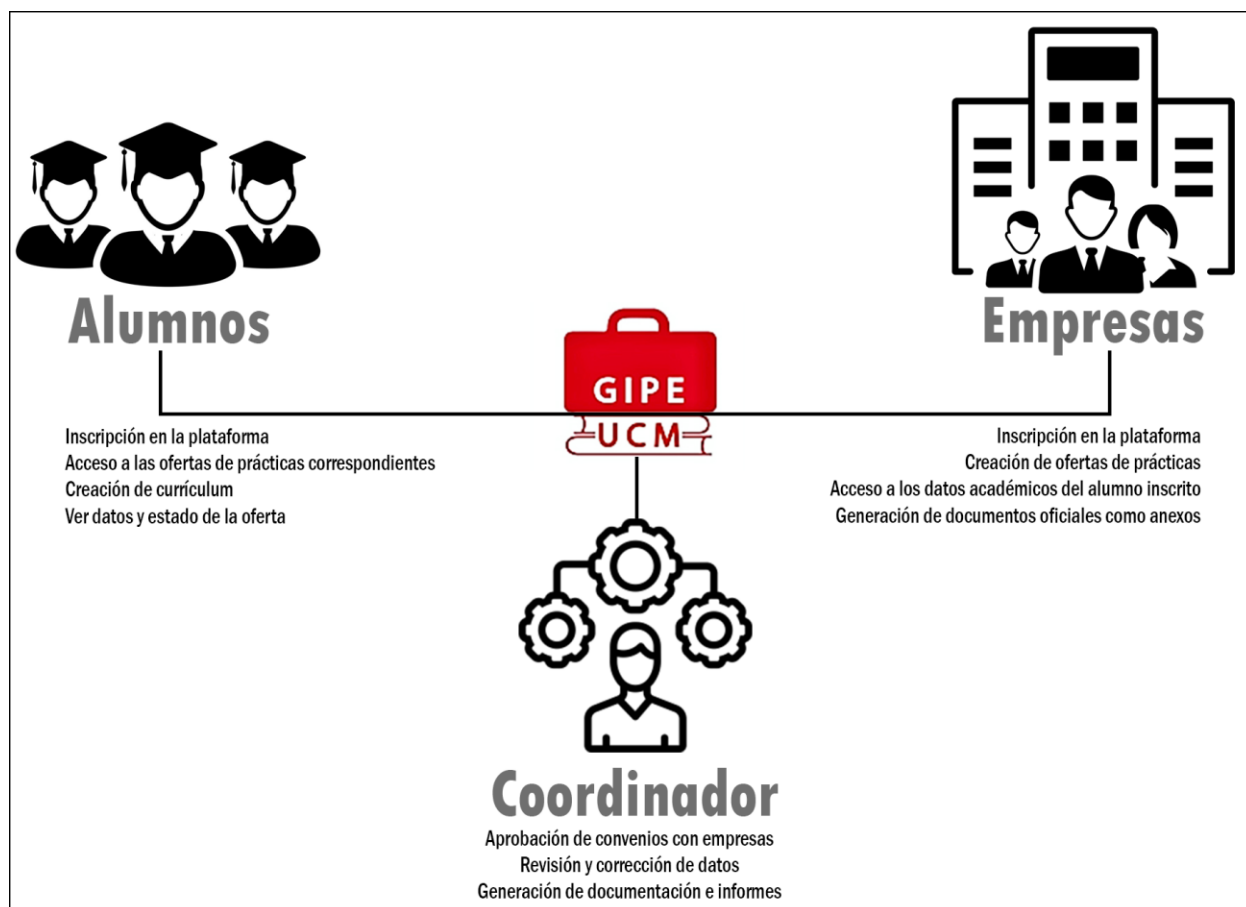 Alumnos
Empresas
GIPE
UCM
Inscripción en la plataforma
Acceso a las ofertas de prácticas correspondientes
Creación de currículum
Ver datos y estado de la oferta
Inscripción en la plataforma
Creación de ofertas de prácticas
Acceso a los datos académicos del alumno inscrito
Generación de documentos oficiales como anexos
Coordinador
Aprobación de convenios con empresas
Revisión y corrección de datos
Generación de documentación e informes